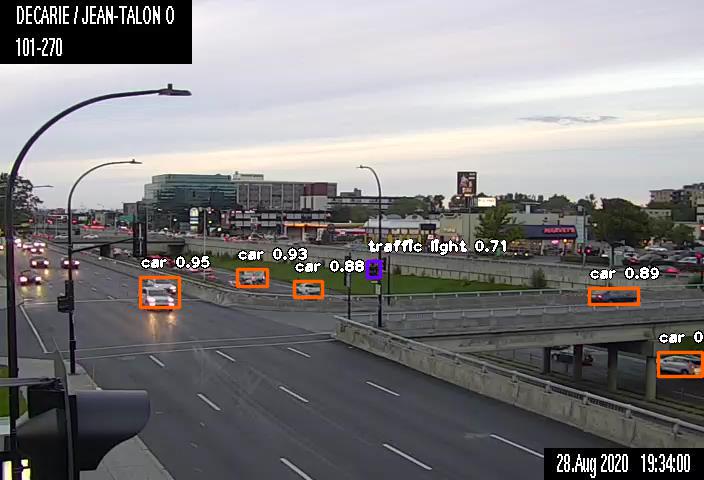 DECARIE / JEAN-TALON O
101-270
traffic light 0.71
car 0.93
car 0.95
car 0.88
car 0.89
car 0
HARVEY'S
28.Aug 2020 19:34:00